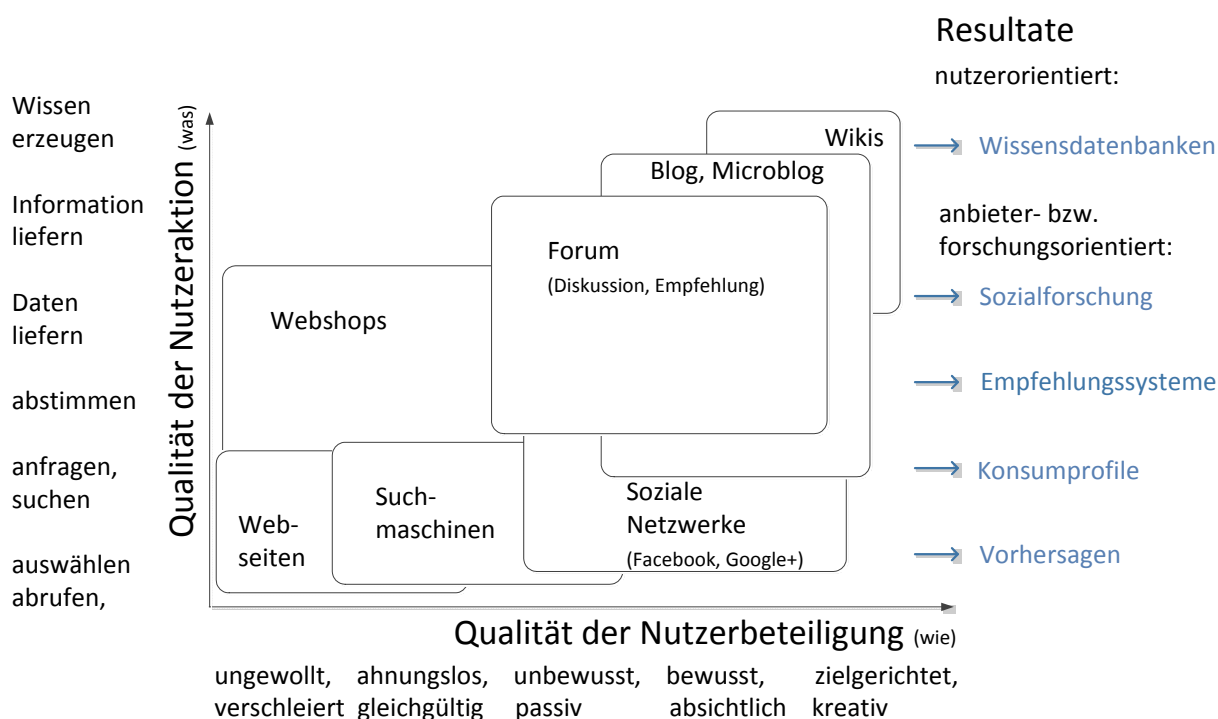 Resultate
nutzerorientiert:
Wissensdatenbanken
anbieter- bzw.
forschungsorientiert:
Sozialforschung
Empfehlungssysteme
Konsumprofile
Vorhersagen
Wissen
erzeugen
Information
liefern
Daten
liefern
abstimmen
anfragen,
suchen
auswählen
abrufen,
Qualität der Nutzeraktion (was)
Wikis
Blog, Microblog
Forum
(Diskussion, Empfehlung)
Webshops
Such-
maschinen
Web-
seiten
Soziale
Netzwerke
(Facebook, Google+)
Qualität der Nutzerbeteiligung (wie)
ungewollt,
verschleiert
ahnungslos,
gleichgültig
unbewusst,
passiv
bewusst,
absichtlich
zielgerichtet,
kreativ